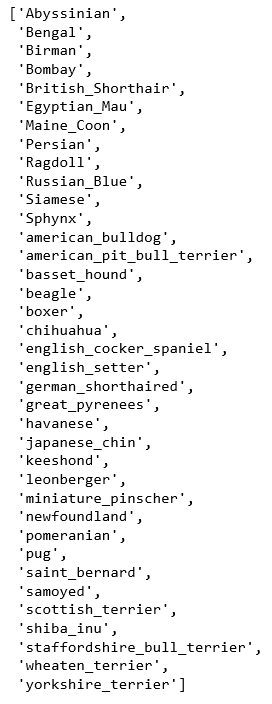 ['Abyssinian',
'Bengal',
'Birman',
'Bombay',
'British_Shorthair',
'Egyptian_Mau',
'Maine_Coon',
'Persian',
'Ragdoll',
'Russian_Blue',
'Siamese',
'Sphynx',
'american_bulldog',
'american_pit_bull_terrier',
'basset_hound',
'beagle',
'boxer',
'chihuahua',
'english_cocker_spaniel',
'english_setter',
'german_shorthaired',
'great_pyrenees',
'havanese',
'japanese_chin',
'keeshond',
'leonberger',
'miniature_pinscher',
'newfoundland',
'pomeranian',
'pug',
'saint_bernard',
'samoyed',
'scottish_terrier',
'shiba_inu',
'staffordshire_bull_terrier',
'wheaten_terrier',
'yorkshire_terrier']